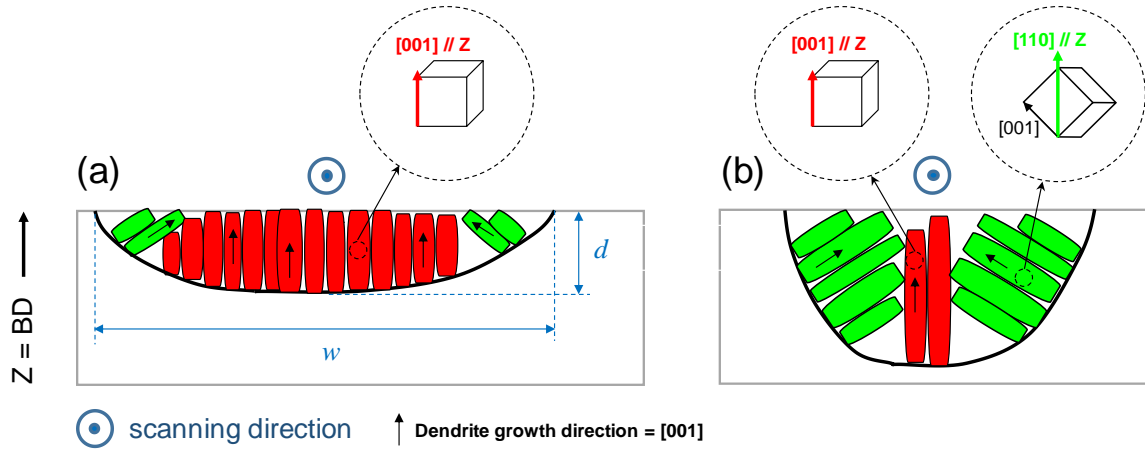 [001] // Z
[001] // Z
[110] // Z
[001]
(a)
(b)
d
w
Z = BD
scanning direction
Dendrite growth direction = [001]